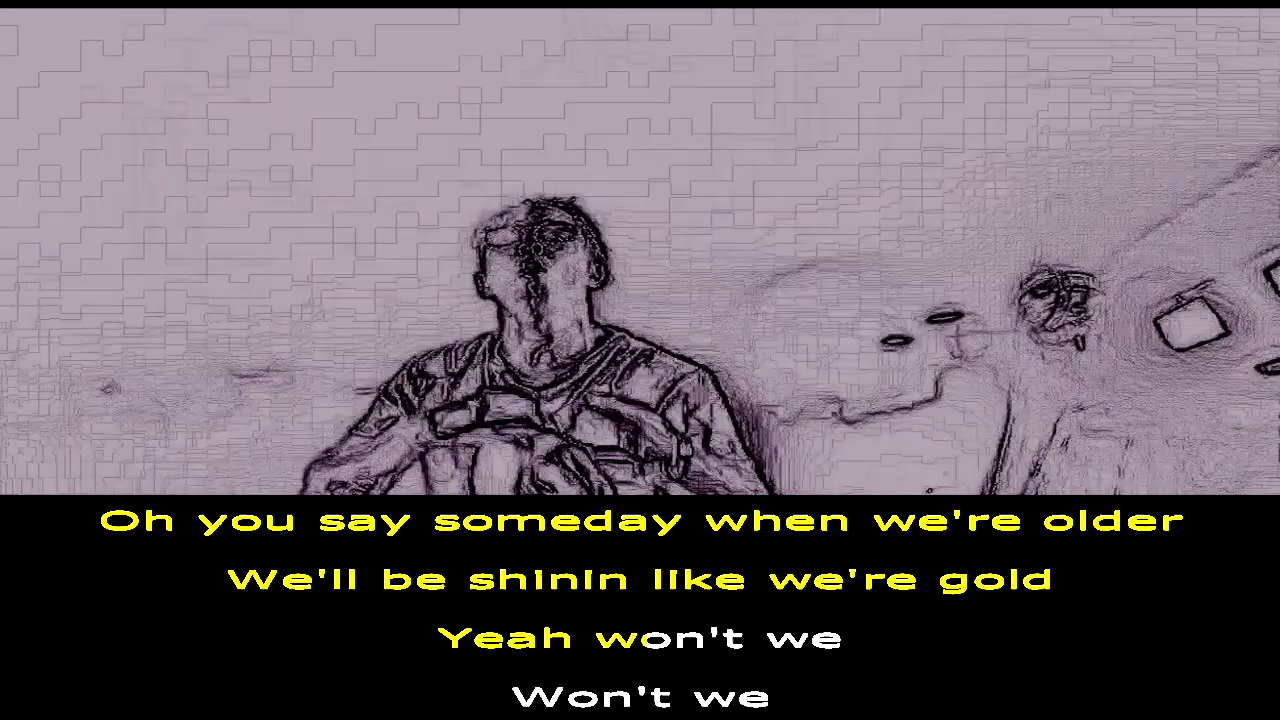 Oh you say someday when we're older
We'll be shinin like we're gold
Yeah won't we
Won't we